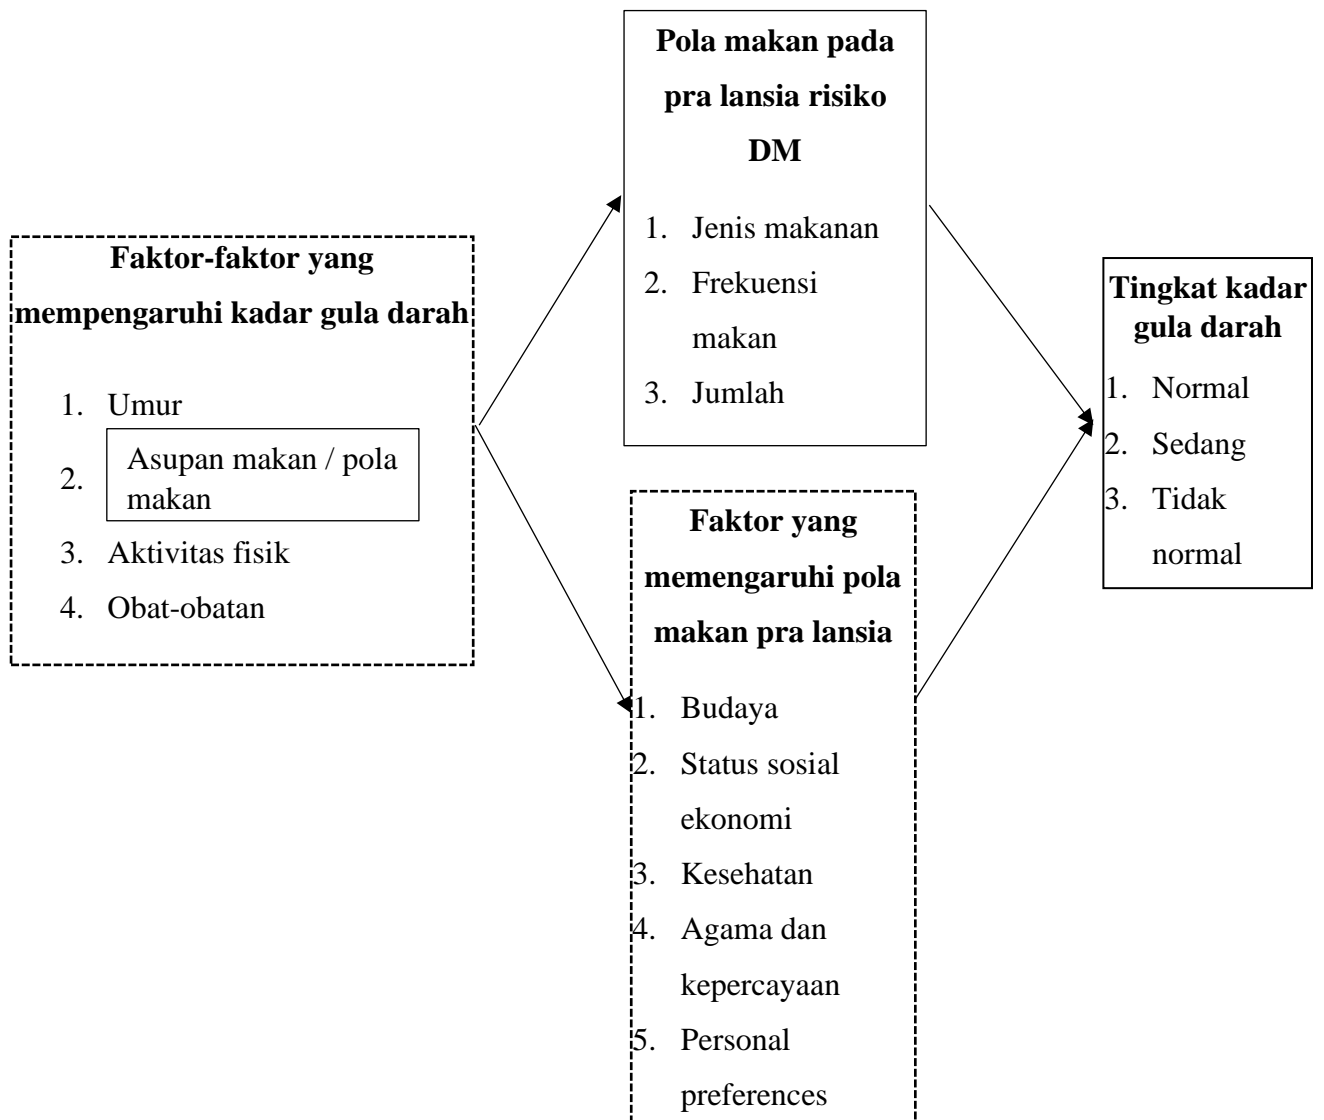 Faktor-faktor yang
mempengaruhi kadar gula darah
1. Umur
2. Asupan makan / pola
makan
3. Aktivitas fisik
4. Obat-obatan
Pola makan pada
pra lansia risiko
DM
1. Jenis makanan
2. Frekuensi
makan
3. Jumlah
Faktor yang
memengaruhi pola
makan pra lansia
1. Budaya
2. Status sosial
ekonomi
3. Kesehatan
4. Agama dan
kepercayaan
5. Personal
preferences
Tingkat kadar
gula darah
1. Normal
2. Sedang
3. Tidak
normal